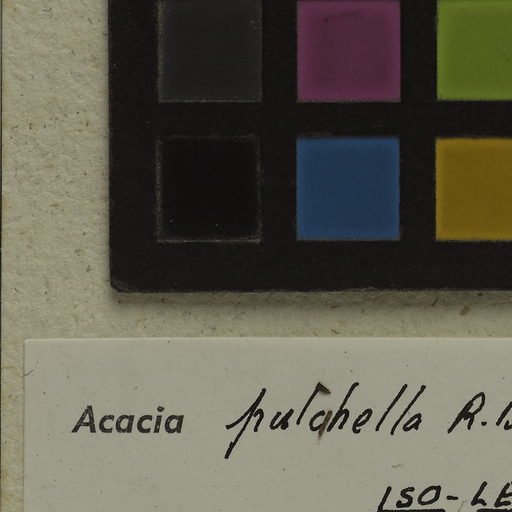 Acacia pulchella R.
ISO-LE